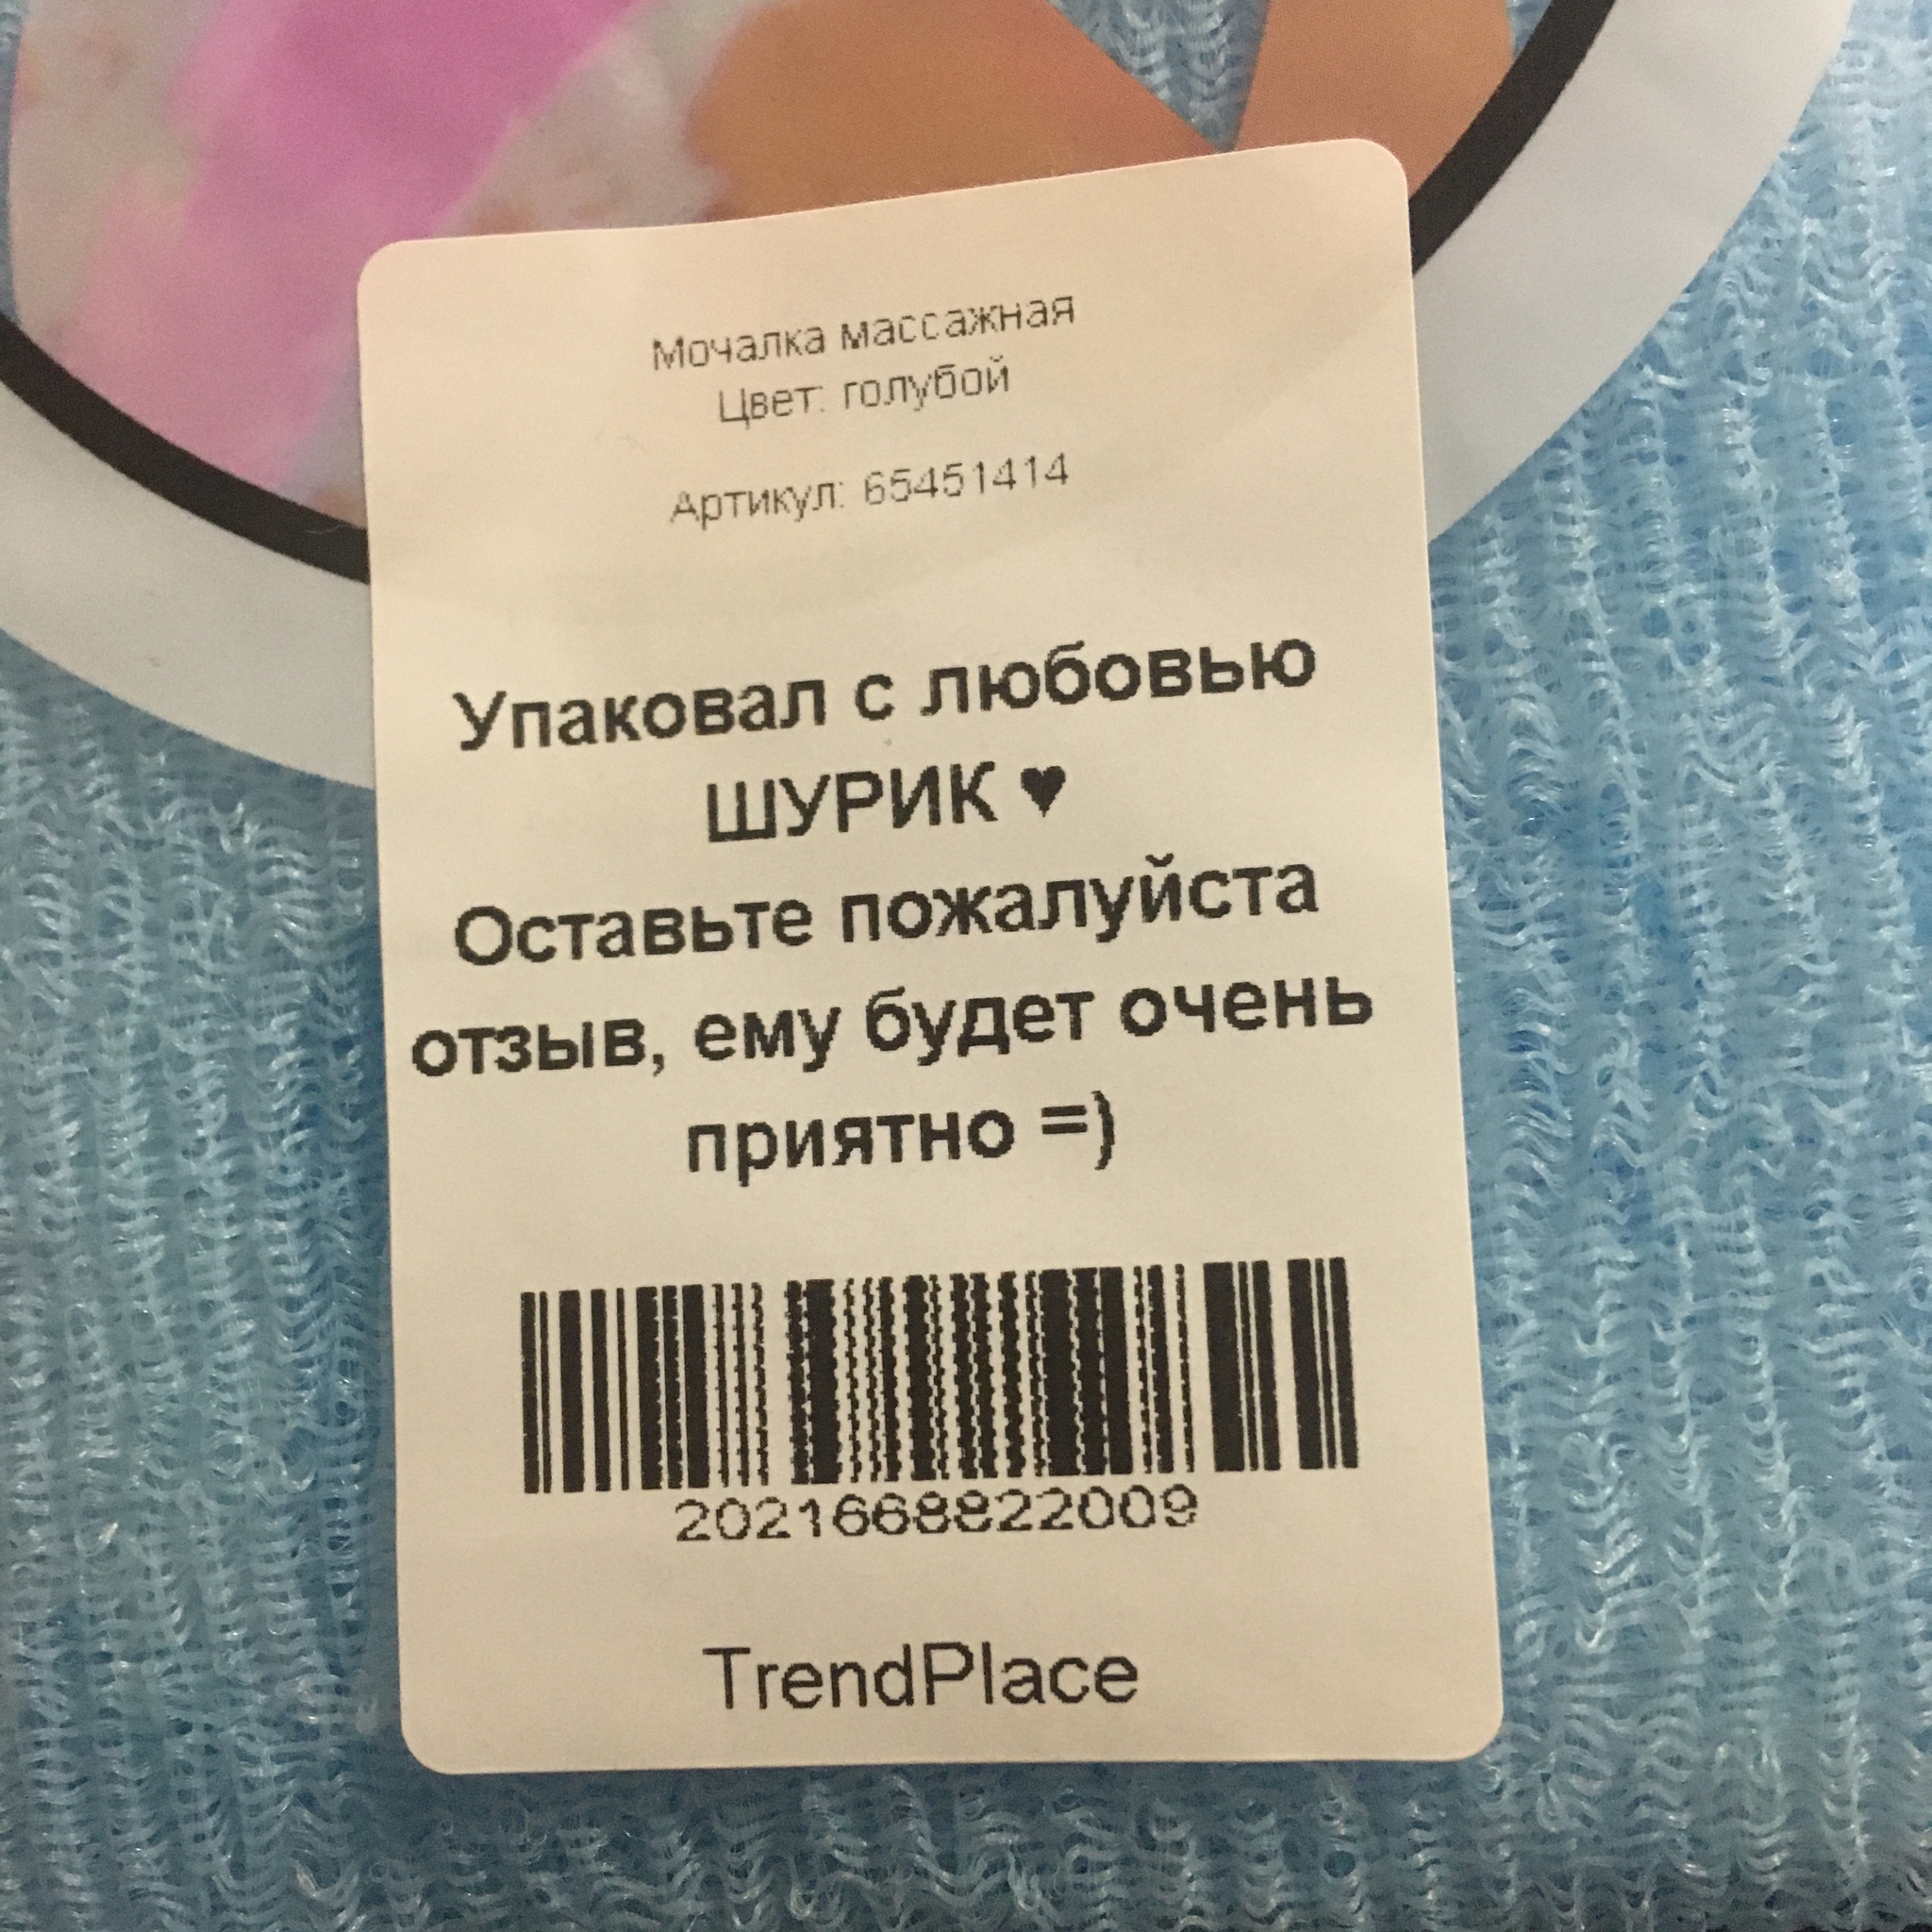 Мочалка массажная
Цвет: голубой
Артикул: 65451414
Упаковал с любовью
ШУРИК ♥
Оставьте пожалуйста
отзыв, ему будет очень
приятно =)
2021668822009
TrendPlace